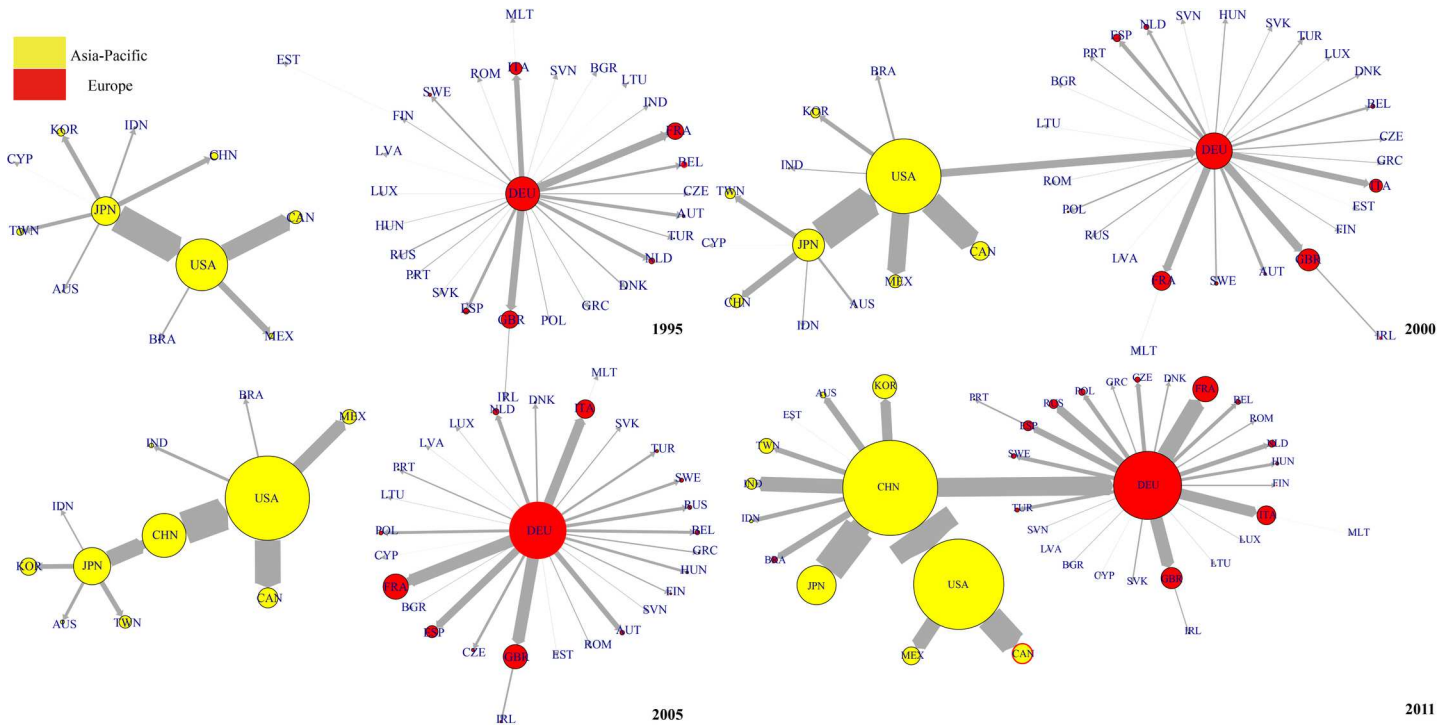 Asia-Pacific
Europe
MLT
EST
ROM
ITA
SVN
BGR
LTU
SWE
IND
FIN
FRA
KOR
IDN
CYP
CHN
LVA
BEL
LUX
DEU
CZE
JPN
TWN
CAN
AUT
HUN
TUR
USA
RUS
NLD
PRT
AUS
SVK
DNK
ESP
GRC
BRA
MEX
GBR
POL
1995
IRL
SVN
HUN
NLD
SVK
ESP
TUR
PRT
LUX
BRA
DNK
BGR
KOR
BEL
LTU
CZE
DEU
GRC
IND
USA
ROM
ITA
TWN
EST
POL
FIN
CYP
JPN
RUS
CAN
LVA
GBR
MEX
FRA
SWE
AUT
CHN
AUS
IDN
IRL
2000
MLT
MLT
BRA
DNK
NLD
ITA
MEX
LUX
SVK
IND
LVA
TUR
PRT
SWE
USA
LTU
RUS
IDN
POL
DEU
BEL
CHN
CYP
GRC
JPN
KOR
FRA
HUN
FIN
CAN
BGR
SVN
AUS
TWN
ESP
AUT
CZE
GBR
EST
ROM
IRL
2005
KOR
AUS
EST
TWN
CHN
IND
IDN
BRA
JPN
USA
MEX
CAN
GRC
CZE
DNK
FRA
POL
PRT
RUS
BEL
ESP
ROM
SWE
NLD
HUN
DEU
FIN
TUR
ITA
SVN
MLT
LVA
LUX
BGR
CYP
SVK
GBR
LTU
IRL
2011